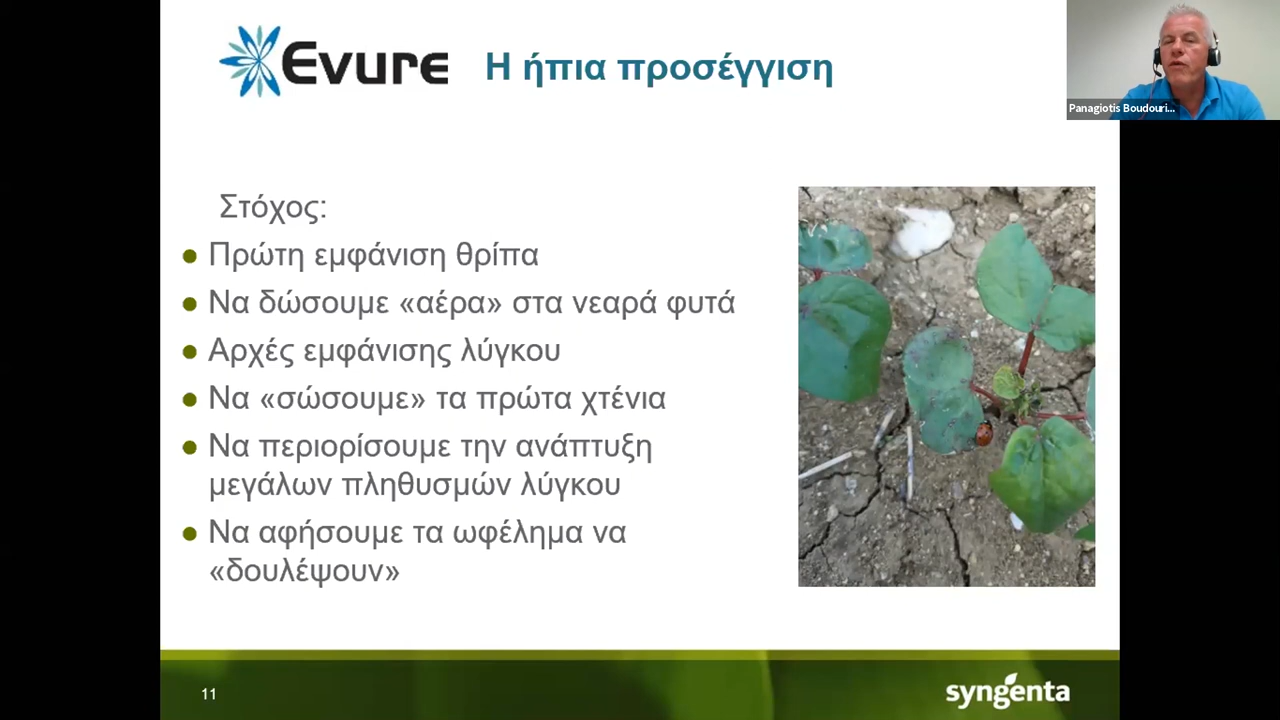 Evure Η ήπια προσέγγιση
Panagiotis Boudouri...
Στόχος:
● Πρώτη εμφάνιση θρίπα
● Να δώσουμε «αέρα» στα νεαρά φυτά
● Αρχές εμφάνισης λύγκου
● Να «σώσουμε» τα πρώτα χτένια
● Να περιορίσουμε την ανάπτυξη
μεγάλων πληθυσμών λύγκου
● Να αφήσουμε τα ωφέλημα να
«δουλέψουν»
11
syngenta